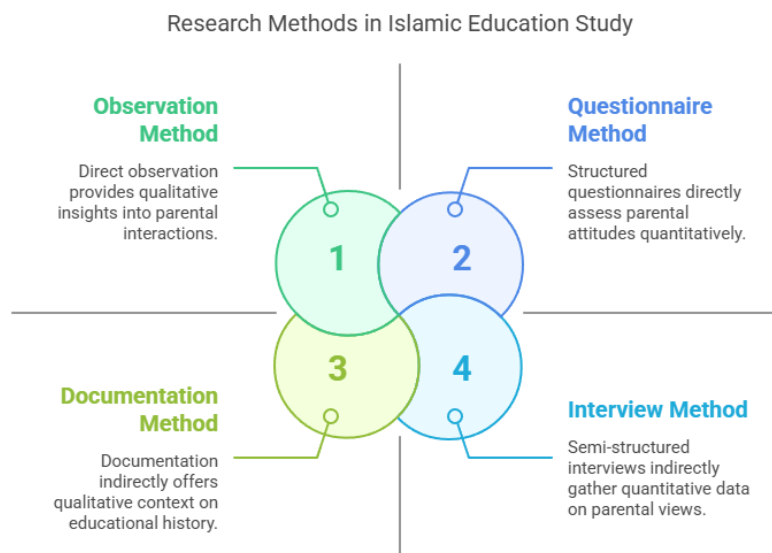 Research Methods in Islamic Education Study
Observation
Method
Direct observation
provides qualitative
insights into parental
interactions.
Questionnaire
Method
Structured
questionnaires directly
assess parental
attitudes quantitatively.
1
2
3
4
Documentation
Method
Documentation
indirectly offers
qualitative context on
educational history.
Interview Method
Semi-structured
interviews indirectly
gather quantitative data
on parental views.